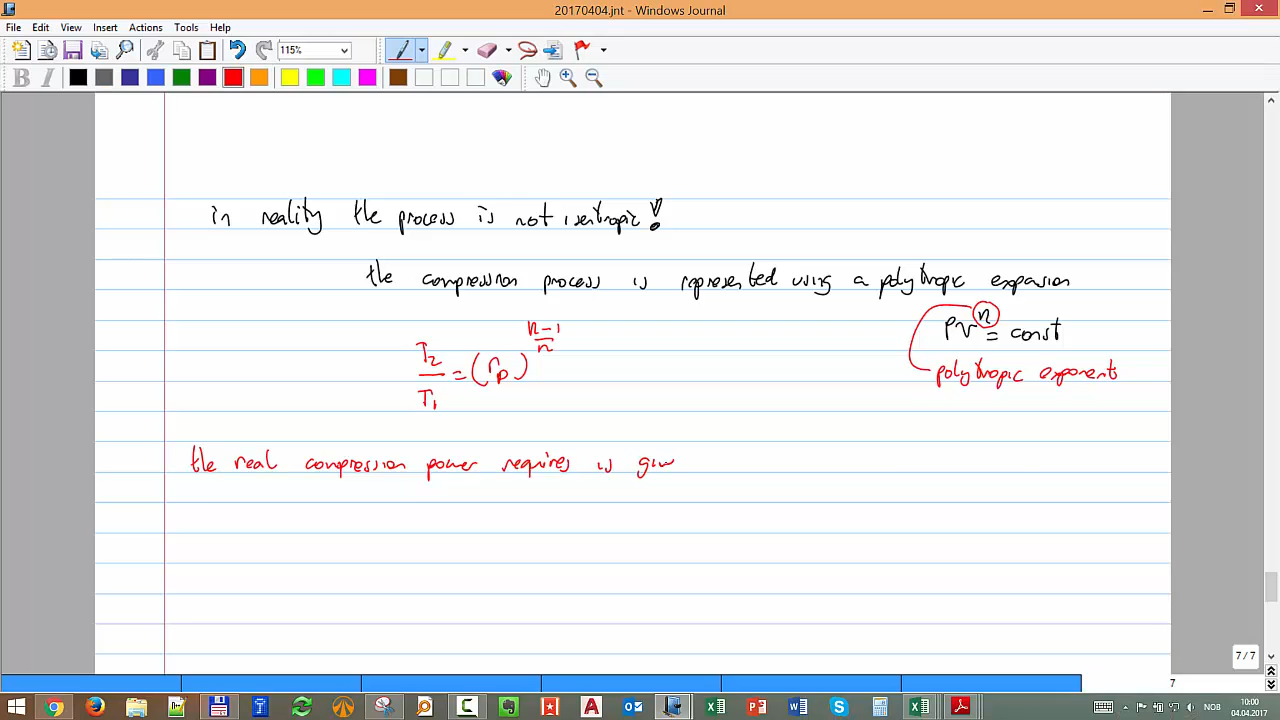 20170404.jnt - Windows Journal
File Edit View Insert Actions Tools Help
115%
B I
in reality the process is not isentropic!
the compression process is represented using a polytropic expansion
PV^n = const
T2/T1 = (rp)^(n-1/n)
polytropic exponents
the real compression power requires is giv
7/7
7
NOB
10:00
04.04.2017